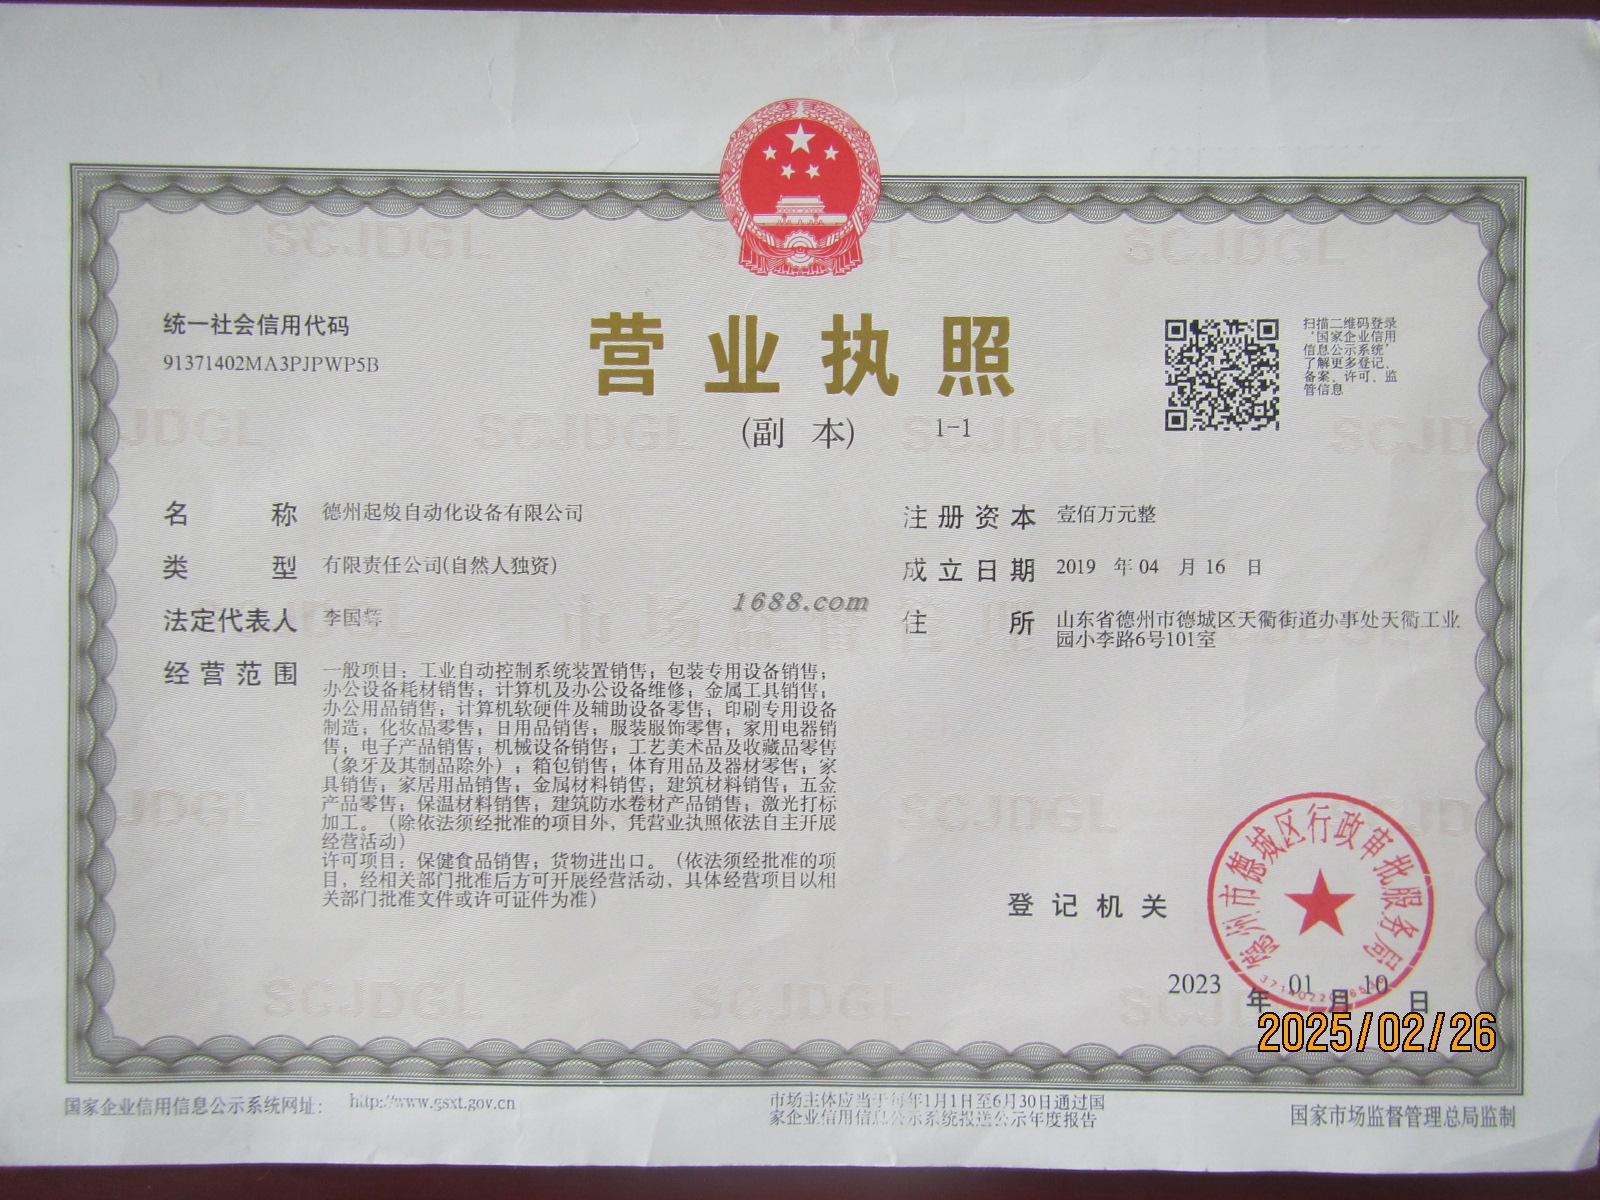 统一社会信用代码
91371402MA3PJPWP5B
营业执照
(副 本) 1-1
扫描二维码登录
'国家企业信用
信息公示系统'
了解更多登记、
备案、许可、监
管信息
名称 德州起焌自动化设备有限公司
类型 有限责任公司(自然人独资)
法定代表人 李国辉
经营范围 一般项目：工业自动控制系统装置销售；包装专用设备销售；
办公设备耗材销售；计算机及办公设备维修；金属工具销售；
办公用品销售；计算机软硬件及辅助设备零售；印刷专用设备
制造；化妆品零售；日用品销售；服装服饰零售；家用电器销
售；电子产品销售；机械设备销售；工艺美术品及收藏品零售
（象牙及其制品除外）；箱包销售；体育用品及器材零售；家
具销售；家居用品销售；金属材料销售；建筑材料销售；五金
产品零售；保温材料销售；建筑防水卷材产品销售；激光打标
加工。（除依法须经批准的项目外，凭营业执照依法自主开展
经营活动）
许可项目：保健食品销售；货物进出口。（依法须经批准的项
目，经相关部门批准后方可开展经营活动，具体经营项目以相
关部门批准文件或许可证件为准）
注册资本 壹佰万元整
成立日期 2019 年 04 月 16 日
住所 山东省德州市德城区天衢街道办事处天衢工业
园小李路6号101室
1688.com
登记机关
德州市德城区行政审批服务局
2023 年 01 月 10 日
2025/02/26
国家企业信用信息公示系统网址： http://www.gsxt.gov.cn
市场主体应当于每年1月1日至6月30日通过国
家企业信用信息公示系统报送公示年度报告
国家市场监督管理总局监制